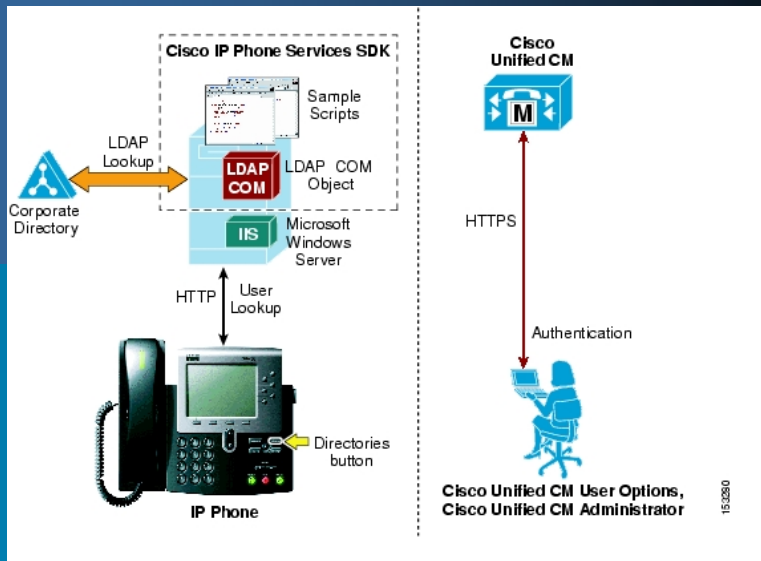 Cisco IP Phone Services SDK
Sample
Scripts
LDAP
Lookup
LDAP
COM
LDAP COM
Object
Corporate
Directory
IIS
Microsoft
Windows
Server
HTTP
User
Lookup
Directories
button
IP Phone
Cisco
Unified CM
M
HTTPS
Authentication
Cisco Unified CM User Options,
Cisco Unified CM Administrator
153280